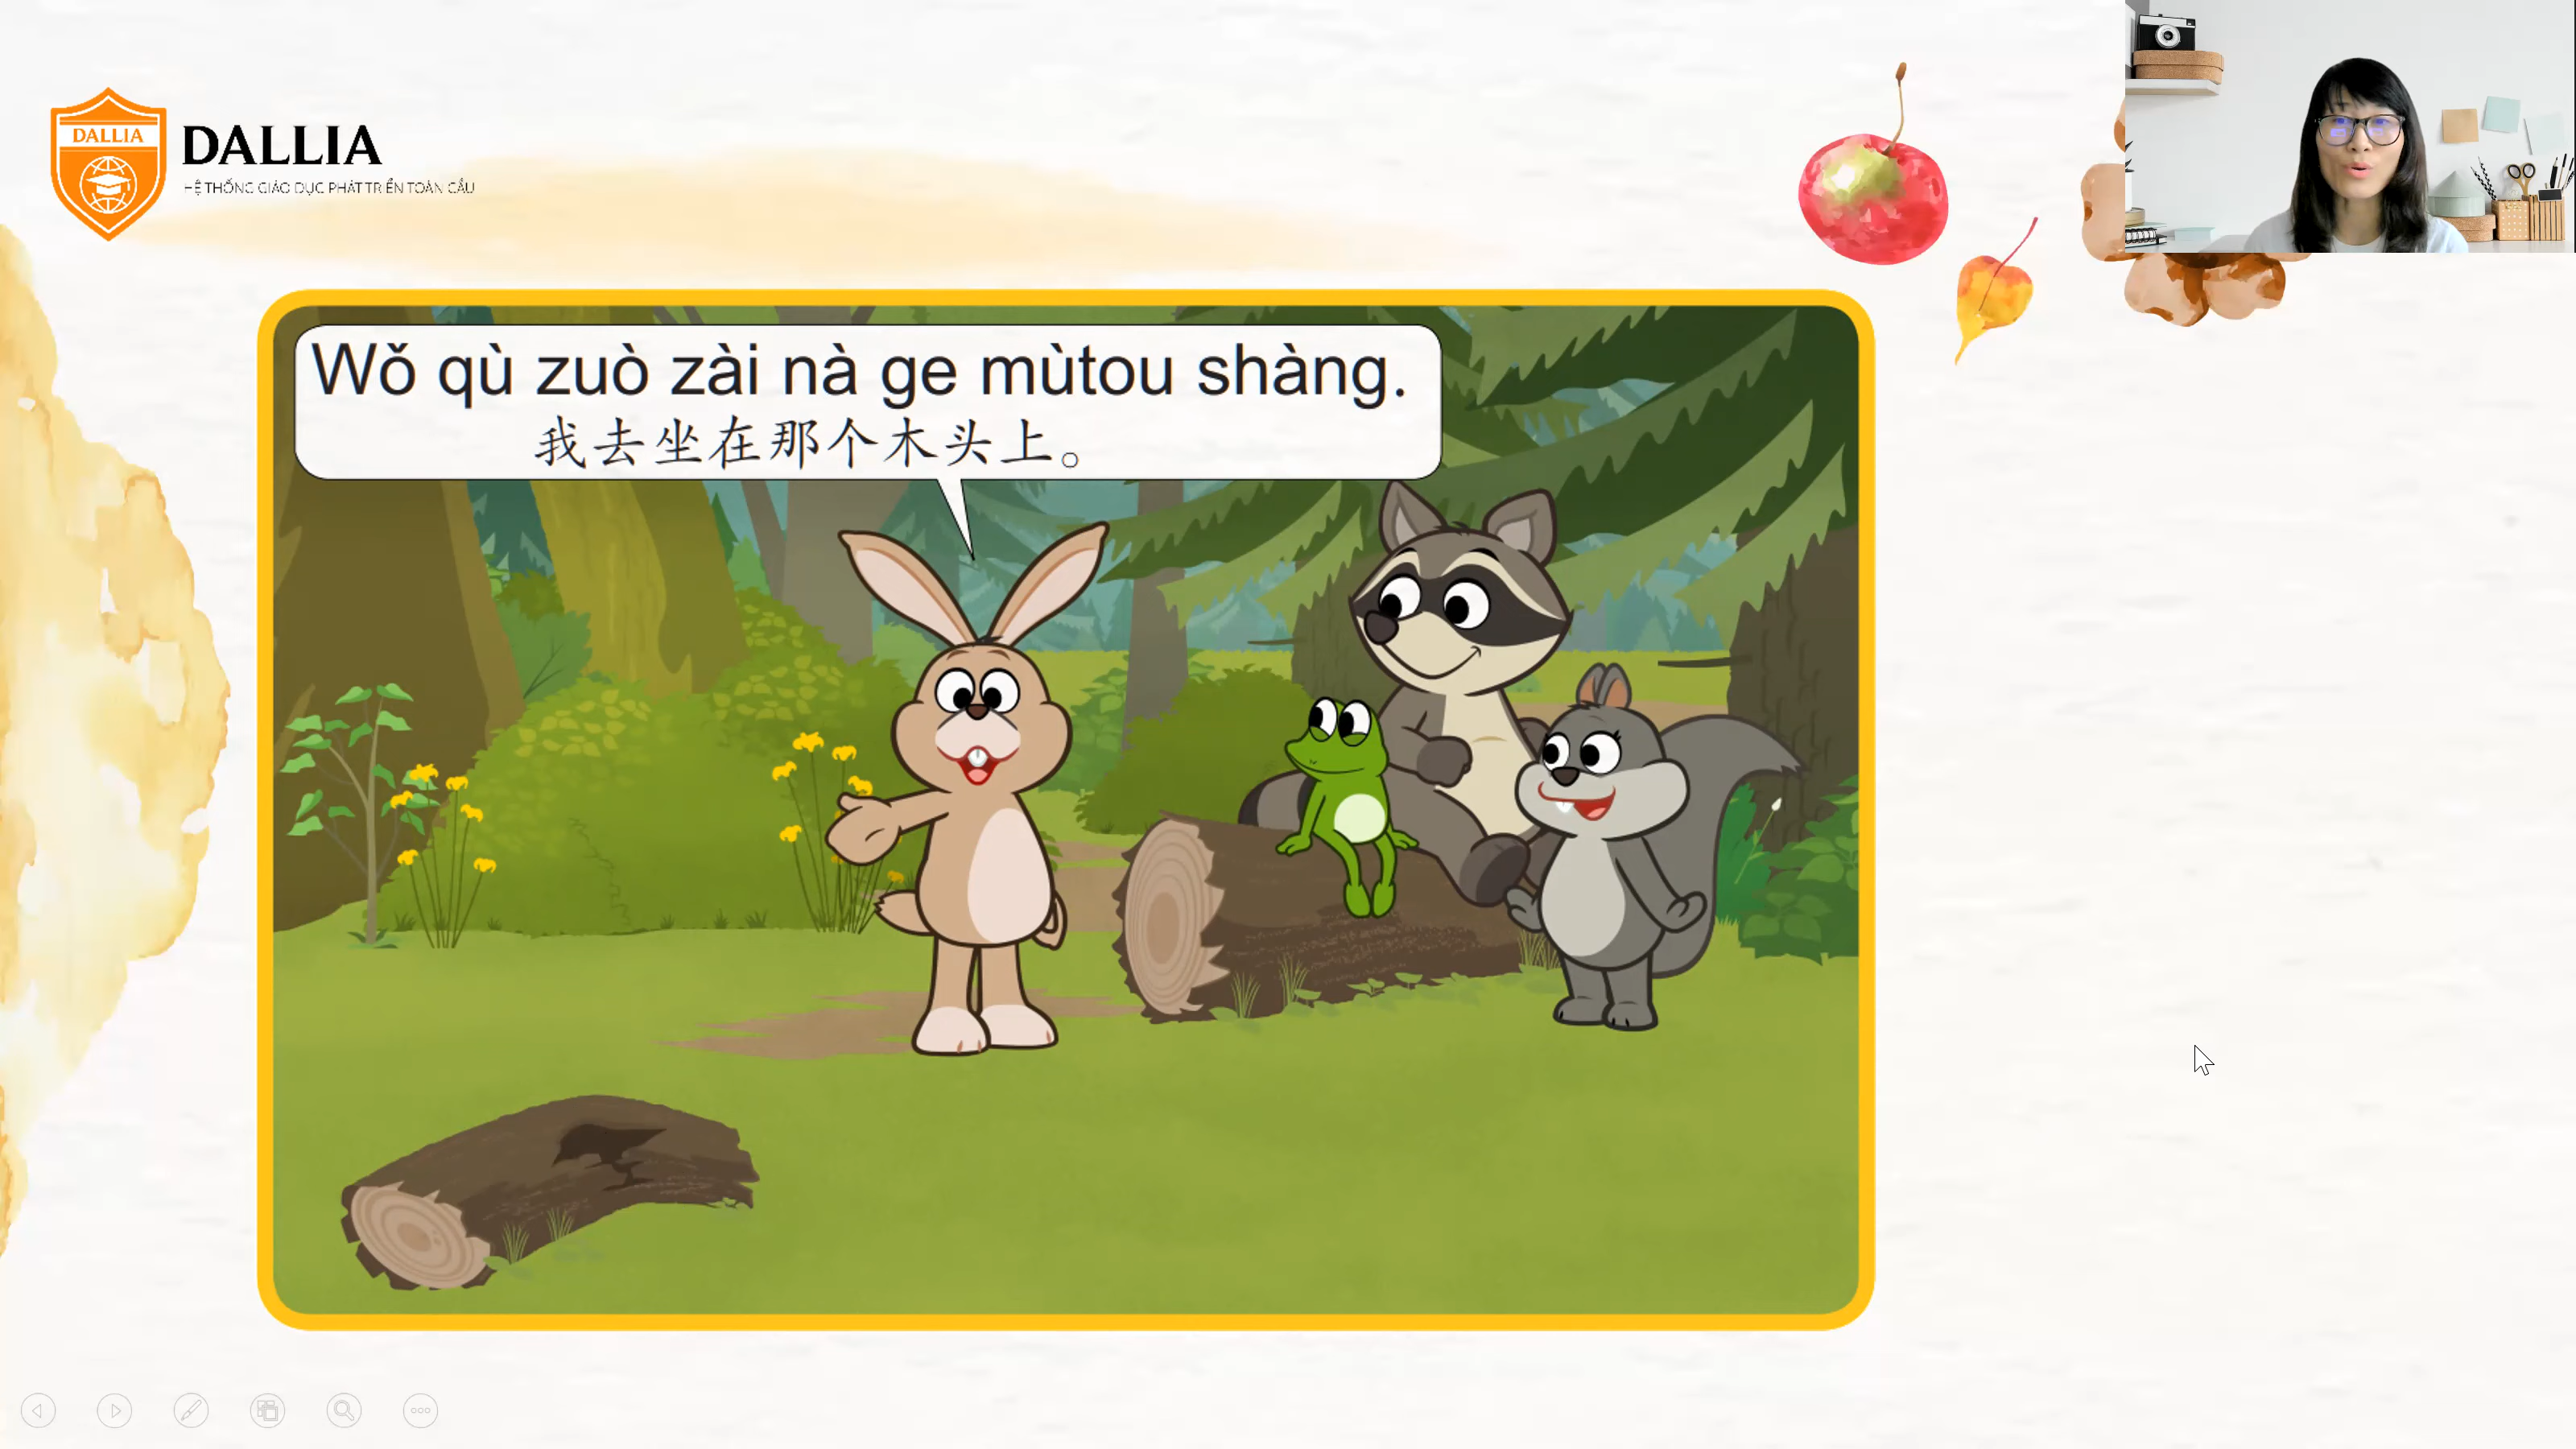 DALLIA
DALLIA
HỆ THỐNG GIÁO DỤC PHÁT TRIỂN TOÀN CẦU
Wǒ qù zuò zài nà ge mùtou shàng.
我去坐在那个木头上。